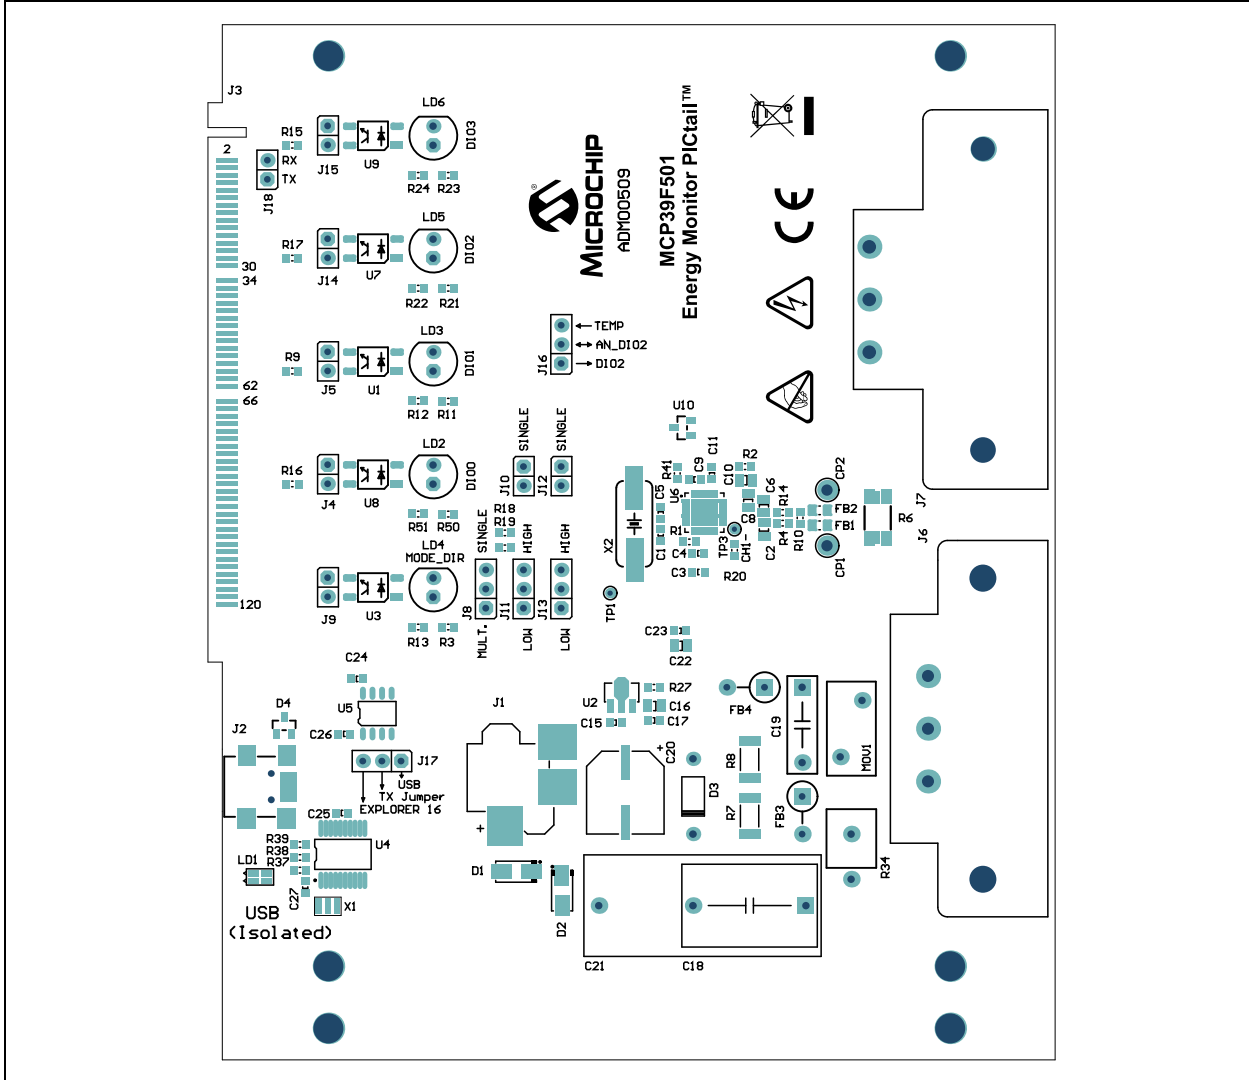 J3
LD6
R15
2
RX
TX
J18
J15
U9
DIO3
R24
R23
LD5
R17
J14
U7
DIO2
R22
R21
30
34
LD3
R9
J5
U1
DIO1
R12
R11
62
66
LD2
R16
J4
U8
DIO0
R51
R50
LD4
MODE_DIR
J9
U3
R13
R3
120
®
MICROCHIP
ADM00509
MCP39F501
Energy Monitor PICtail™
CE
TEMP
AN_DIO2
DIO2
J16
SINGLE
SINGLE
J10
J12
R18
R19
SINGLE
HIGH
HIGH
J8
J11
J13
MULT.
LOW
LOW
U10
C11
R41
C9
C10
R2
U6
C5
C6
R14
C8
CP2
FB2
FB1
R6
J7
J6
X2
C1
R1
C4
C3
TP3
CH1-
R20
C2
R4
R10
CP1
TP1
C23
C22
C24
U5
C26
D4
J2
J17
USB
TX Jumper
EXPLORER 16
C25
R39
R38
R37
U4
LD1
C27
X1
USB
(Isolated)
J1
+
U2
R27
C16
C15
C17
+
C20
D3
FB4
C19
MOV1
R8
R7
FB3
R34
D1
D2
C21
C18